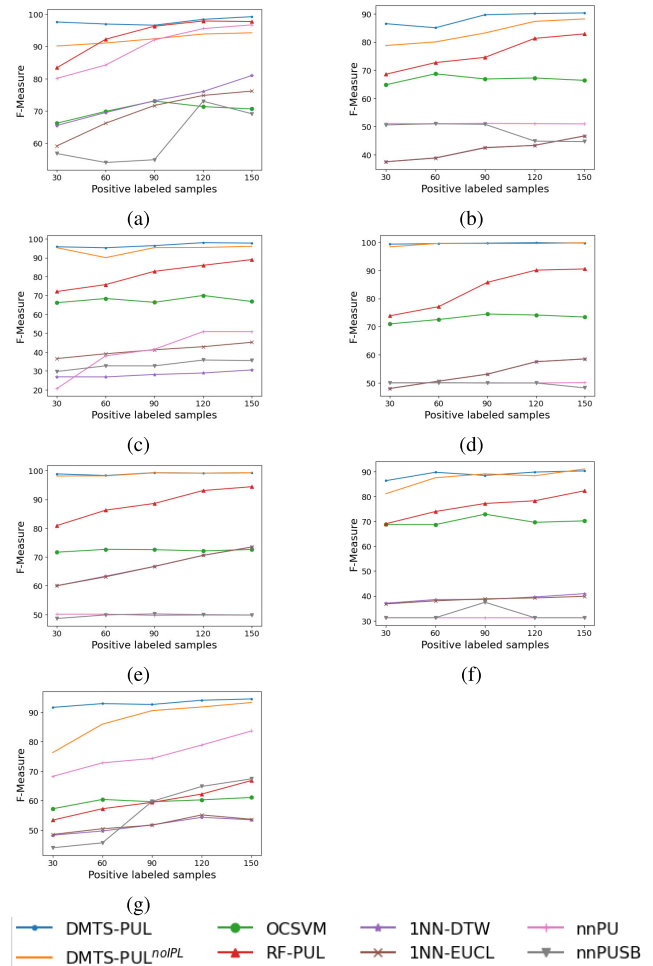 F-Measure
100
90
80
70
60
30 60 90 120 150
Positive labeled samples
(a)
F-Measure
90
80
70
60
50
40
30 60 90 120 150
Positive labeled samples
(b)
F-Measure
100
90
80
70
60
50
40
30
20
30 60 90 120 150
Positive labeled samples
(c)
F-Measure
100
90
80
70
60
50
30 60 90 120 150
Positive labeled samples
(d)
F-Measure
100
90
80
70
60
50
30 60 90 120 150
Positive labeled samples
(e)
F-Measure
90
80
70
60
50
40
30
30 60 90 120 150
Positive labeled samples
(f)
F-Measure
90
80
70
60
50
30 60 90 120 150
Positive labeled samples
(g)
DMTS-PUL OCSVM 1NN-DTW nnPU
DMTS-PULnoIPL RF-PUL 1NN-EUCL nnPUSB